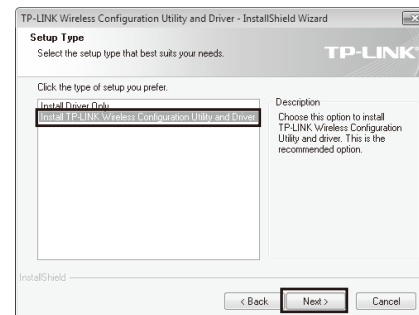 TP-LINK Wireless Configuration Utility and Driver - InstallShield Wizard
Setup Type
Select the setup type that best suits your needs.
TP-LINK®
Click the type of setup you prefer.
Install Driver Only
Install TP-LINK Wireless Configuration Utility and Driver
Description
Choose this option to install
TP-LINK Wireless Configuration
Utility and driver. This is the
recommended option.
InstallShield
< Back
Next >
Cancel